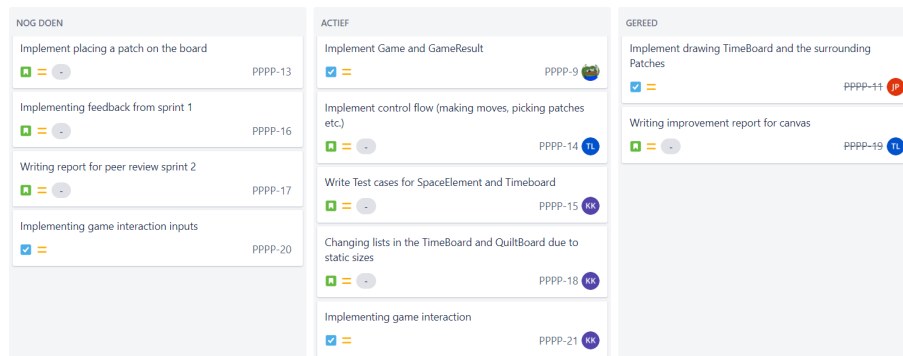 NOG DOEN
Implement placing a patch on the board
-
PPPP-13
Implementing feedback from sprint 1
-
PPPP-16
Writing report for peer review sprint 2
-
PPPP-17
Implementing game interaction inputs
PPPP-20
ACTIEF
Implement Game and GameResult
PPPP-9
Implement control flow (making moves, picking patches
etc.)
-
PPPP-14 TL
Write Test cases for SpaceElement and Timeboard
-
PPPP-15 KK
Changing lists in the TimeBoard and QuiltBoard due to
static sizes
-
PPPP-18 KK
Implementing game interaction
PPPP-21 KK
GEREED
Implement drawing TimeBoard and the surrounding
Patches
PPPP-11 JP
Writing improvement report for canvas
-
PPPP-19 TL